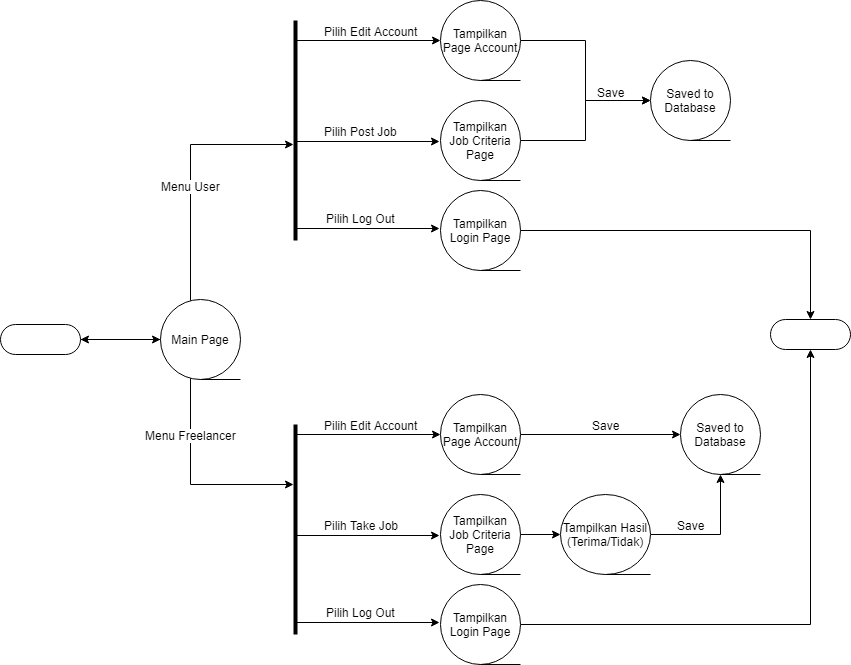 Pilih Edit Account
Tampilkan
Page Account
Save
Saved to
Database
Pilih Post Job
Tampilkan
Job Criteria
Page
Menu User
Pilih Log Out
Tampilkan
Login Page
Main Page
Menu Freelancer
Pilih Edit Account
Tampilkan
Page Account
Save
Saved to
Database
Pilih Take Job
Tampilkan
Job Criteria
Page
Tampilkan Hasil
(Terima/Tidak)
Save
Pilih Log Out
Tampilkan
Login Page